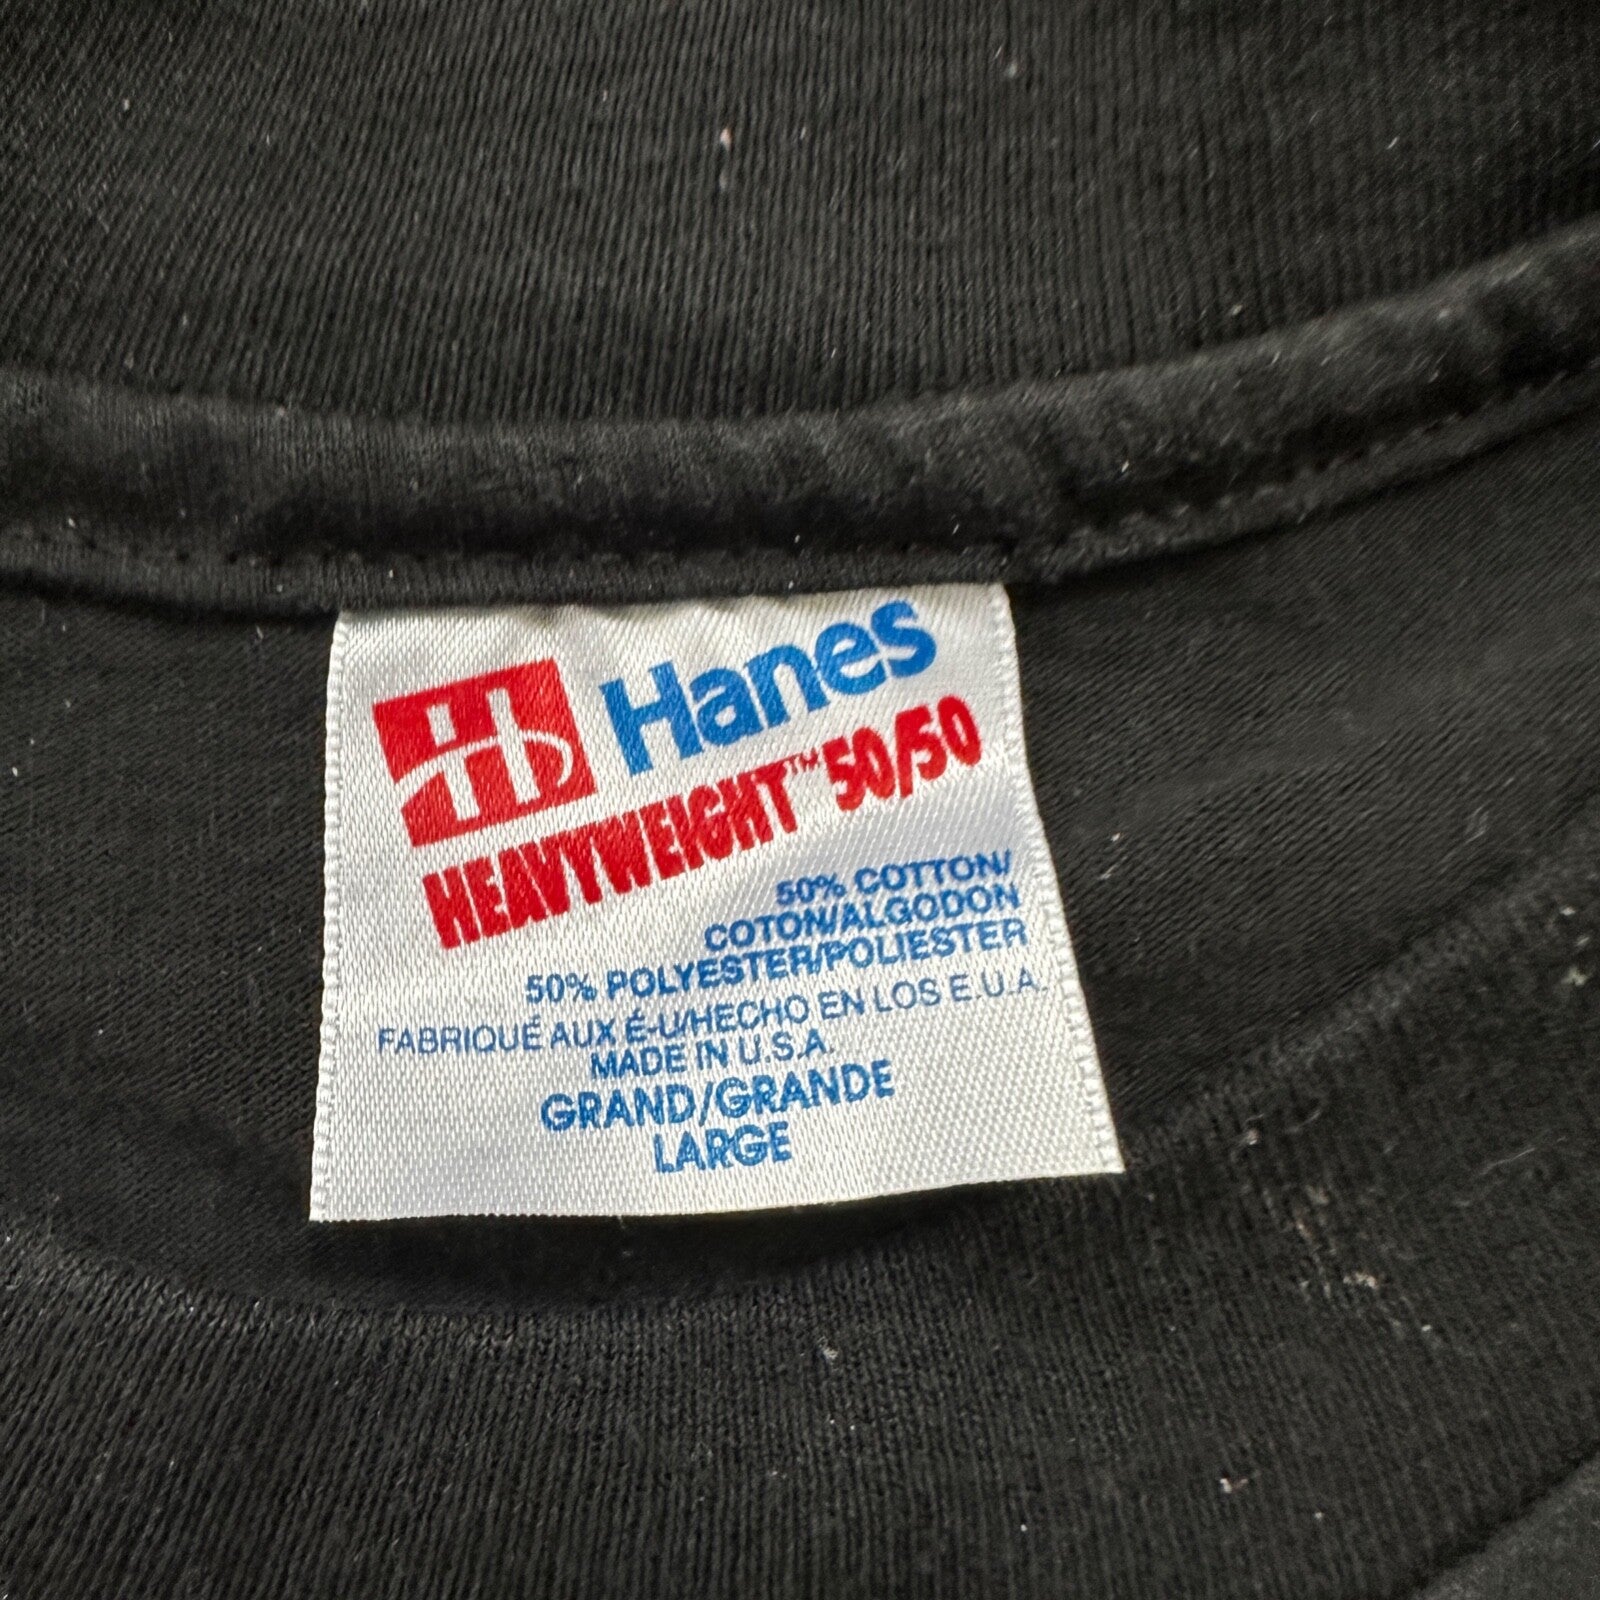 Hanes
HEAVYWEIGHT™ 50/50
50% COTTON/
COTON/ALGODON
50% POLYESTER/POLIESTER
FABRIQUÉ AUX É-U/HECHO EN LOS E.U.A.
MADE IN U.S.A.
GRAND/GRANDE
LARGE